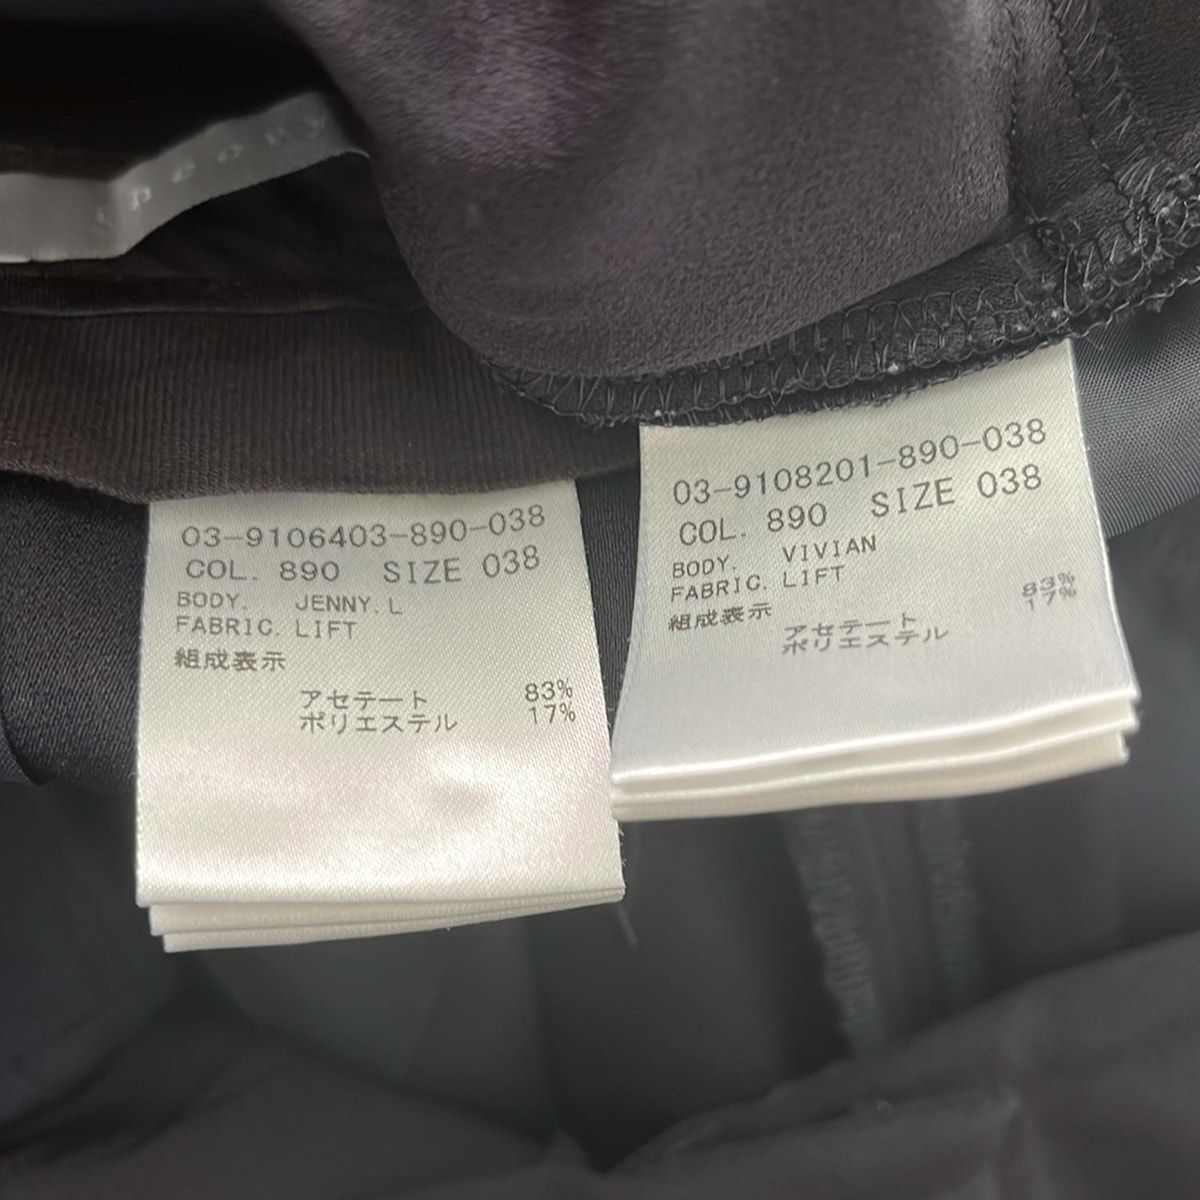 03-9106403-890-038
COL. 890 SIZE 038
BODY. JENNY.L
FABRIC. LIFT
組成表示
アセテート 83%
ポリエステル 17%
03-9108201-890-038
COL. 890 SIZE 038
BODY. VIVIAN
FABRIC. LIFT
組成表示
アセテート 83%
ポリエステル 17%